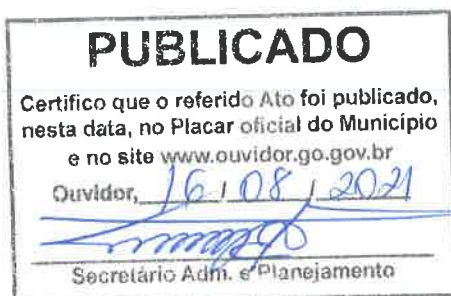 PUBLICADO
Certifico que o referido Ato foi publicado,
nesta data, no Placar oficial do Município
e no site www.ouvidor.go.gov.br
Ouvidor, 16 / 08 / 2021
Secretário Adm. e Planejamento